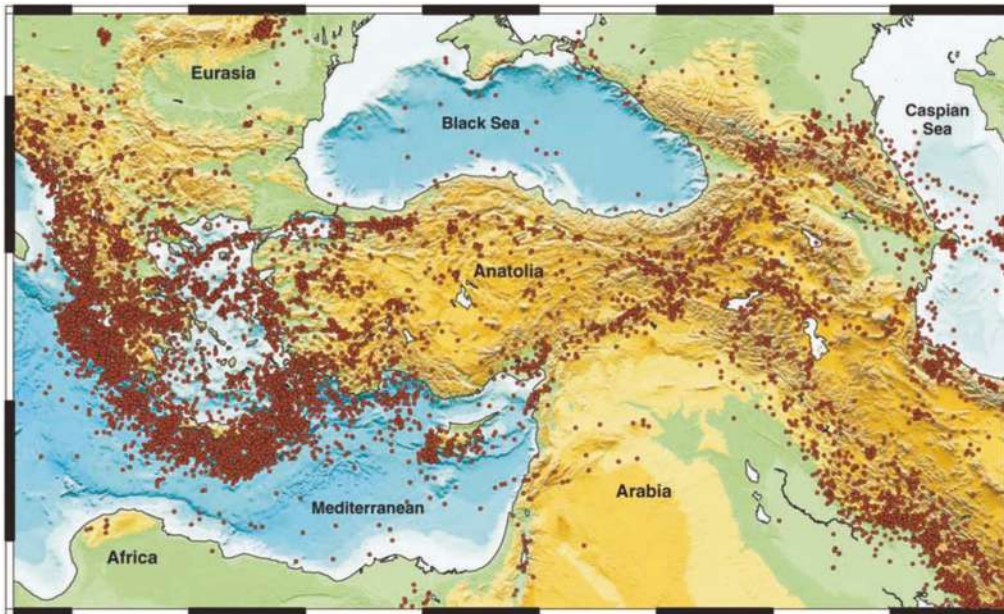 Eurasia
Black Sea
Caspian
Sea
Anatolia
Mediterranean
Arabia
Africa